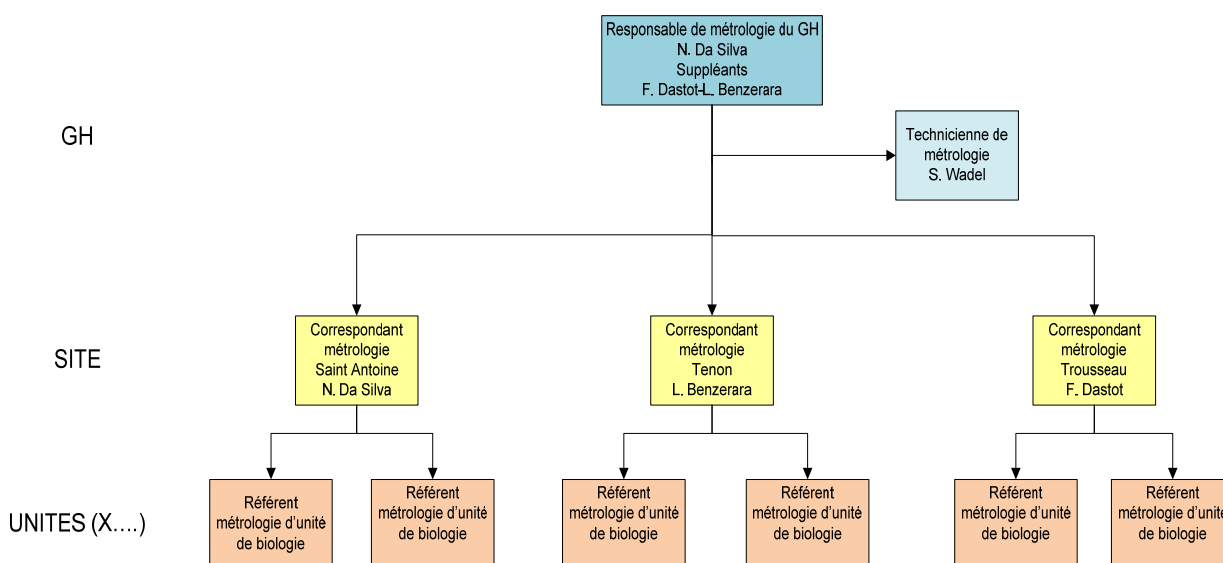 Responsable de métrologie du GH
N. Da Silva
Suppléants
F. Dastot-L. Benzerara
GH
Technicienne de
métrologie
S. Wadel
SITE
Correspondant
métrologie
Saint Antoine
N. Da Silva
Correspondant
métrologie
Tenon
L. Benzerara
Correspondant
métrologie
Trousseau
F. Dastot
UNITES (X....)
Référent
métrologie d'unité
de biologie
Référent
métrologie d'unité
de biologie
Référent
métrologie d'unité
de biologie
Référent
métrologie d'unité
de biologie
Référent
métrologie d'unité
de biologie
Référent
métrologie d'unité
de biologie